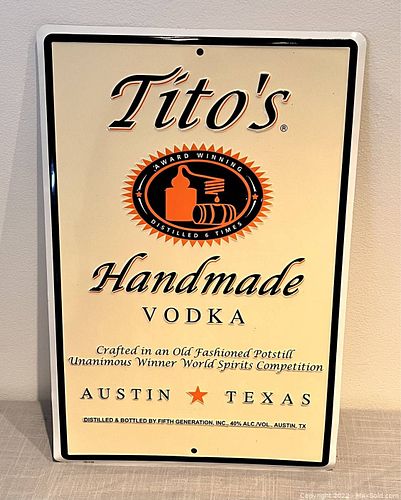 Tito's®
AWARD WINNING
DISTILLED 6 TIMES
Handmade
VODKA
Crafted in an Old Fashioned Potstill
Unanimous Winner World Spirits Competition
AUSTIN ★ TEXAS
DISTILLED & BOTTLED BY FIFTH GENERATION, INC., 40% ALC./VOL. AUSTIN, TX
Copyright 2022 - MaxSold.com